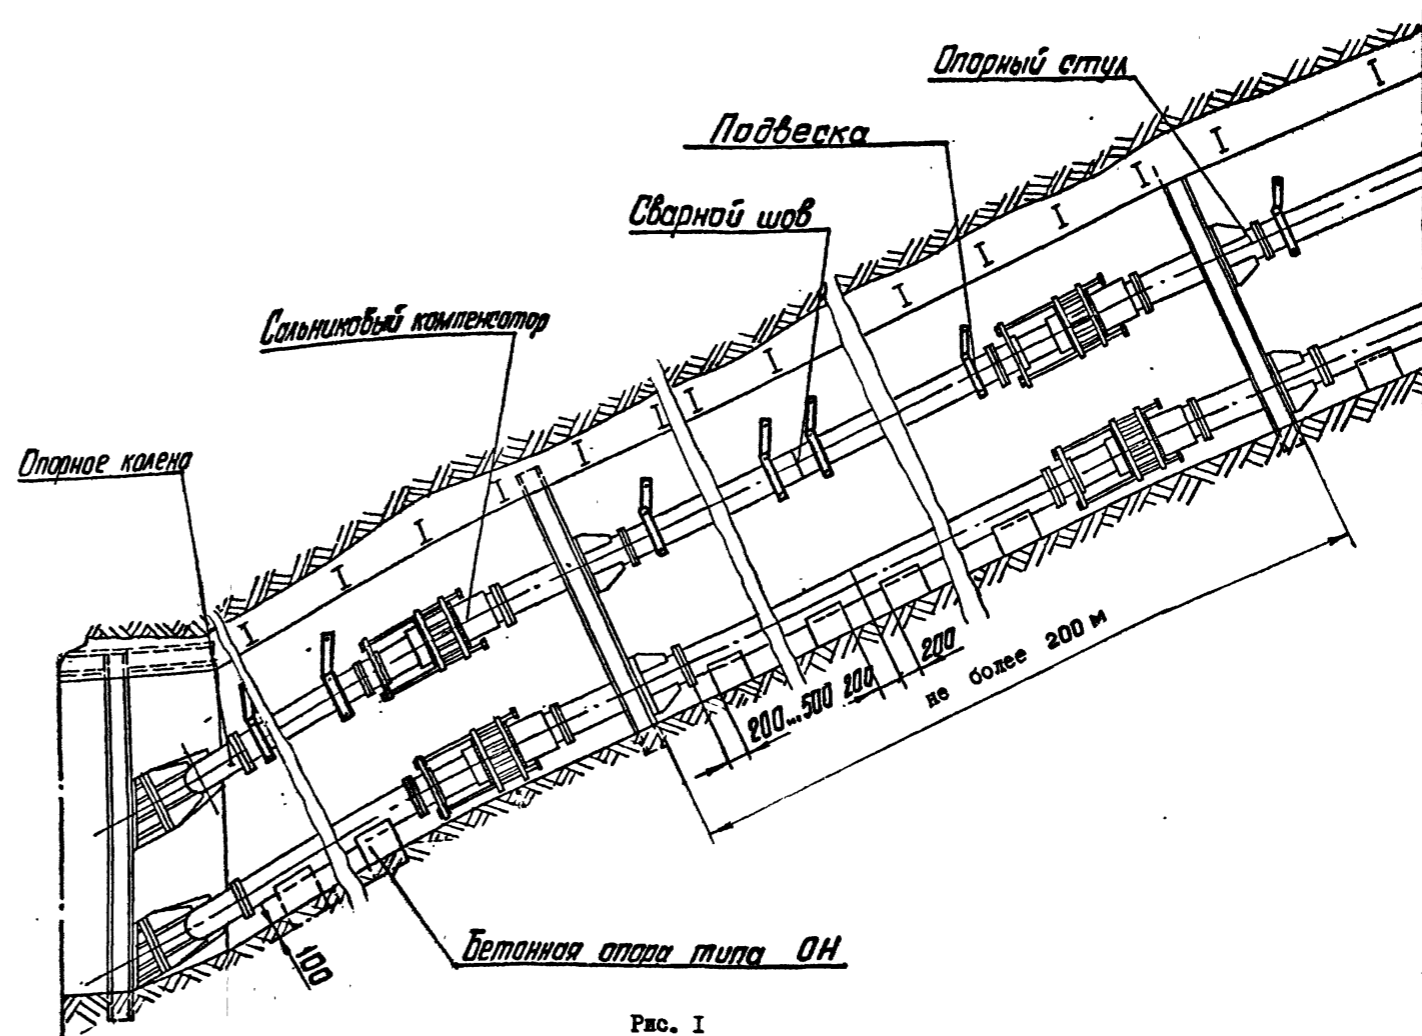 Опорный стул
Подвеска
Сварной шов
Сальниковый компенсатор
Опорное колено
200...500
200
200
не более 200 м
100
Бетонная опора типа ОН
Рис. I